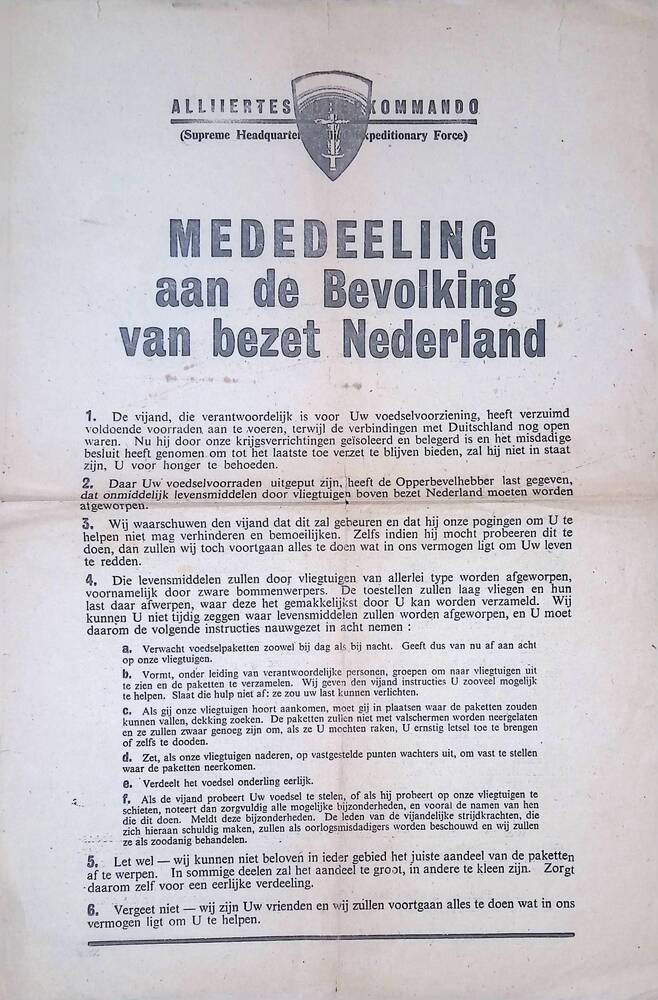 ALLIIERTES OBERKOMMANDO
(Supreme Headquarte xpeditionary Force)
MEDEDEELING
aan de Bevolking
van bezet Nederland
1. De vijand, die verantwoordelijk is voor Uw voedselvoorziening, heeft verzuimd
voldoende voorraden aan te voeren, terwijl de verbindingen met Duitschland nog open
waren. Nu hij door onze krijgsverrichtingen geïsoleerd en belegerd is en het misdadige
besluit heeft genomen om tot het laatste toe verzet te blijven bieden, zal hij niet in staat
zijn, U voor honger te behoeden.
2. Daar Uw voedselvoorraden uitgeput zijn, heeft de Opperbevelhebber last gegeven,
dat onmiddelijk levensmiddelen door vliegtuigen boven bezet Nederland moeten worden
afgeworpen.
3. Wij waarschuwen den vijand dat dit zal gebeuren en dat hij onze pogingen om U te
helpen niet mag verhinderen en bemoeilijken. Zelfs indien hij mocht probeeren dit te
doen, dan zullen wij toch voortgaan alles te doen wat in ons vermogen ligt om Uw leven
te redden.
4. Die levensmiddelen zullen door vliegtuigen van allerlei type worden afgeworpen,
voornamelijk door zware bommenwerpers. De toestellen zullen laag vliegen en hun
last daar afwerpen, waar deze het gemakkelijkst door U kan worden verzameld. Wij
kunnen U niet tijdig zeggen waar levensmiddelen zullen worden afgeworpen, en U moet
daarom de volgende instructies nauwgezet in acht nemen :
a. Verwacht voedselpaketten zoowel bij dag als bij nacht. Geeft dus van nu af aan acht
op onze vliegtuigen.
b. Vormt, onder leiding van verantwoordelijke personen, groepen om naar vliegtuigen uit
te zien en de paketten te verzamelen. Wij geven den vijand instructies U zooveel mogelijk
te helpen. Slaat die hulp niet af: ze zou uw last kunnen verlichten.
c. Als gij onze vliegtuigen hoort aankomen, moet gij in plaatsen waar de paketten zouden
kunnen vallen, dekking zoeken. De paketten zullen niet met valschermen worden neergelaten
en ze zullen zwaar genoeg zijn om, als ze U mochten raken, U ernstig letsel toe te brengen
of zelfs te dooden.
d. Zet, als onze vliegtuigen naderen, op vastgestelde punten wachters uit, om vast te stellen
waar de paketten neerkomen.
e. Verdeelt het voedsel onderling eerlijk.
f. Als de vijand probeert Uw voedsel te stelen, of als hij probeert op onze vliegtuigen te
schieten, noteert dan zorgvuldig alle mogelijke bijzonderheden, en vooral de namen van hen
die dit doen. Meldt deze bijzonderheden. De leden van de vijandelijke strijdkrachten, die
zich hieraan schuldig maken, zullen als oorlogsmisdadigers worden beschouwd en wij zullen
ze als zoodanig behandelen.
5. Let wel — wij kunnen niet beloven in ieder gebied het juiste aandeel van de paketten
af te werpen. In sommige deelen zal het aandeel te groot, in andere te kleen zijn. Zorgt
daarom zelf voor een eerlijke verdeeling.
6. Vergeet niet — wij zijn Uw vrienden en wij zullen voortgaan alles te doen wat in ons
vermogen ligt om U te helpen.